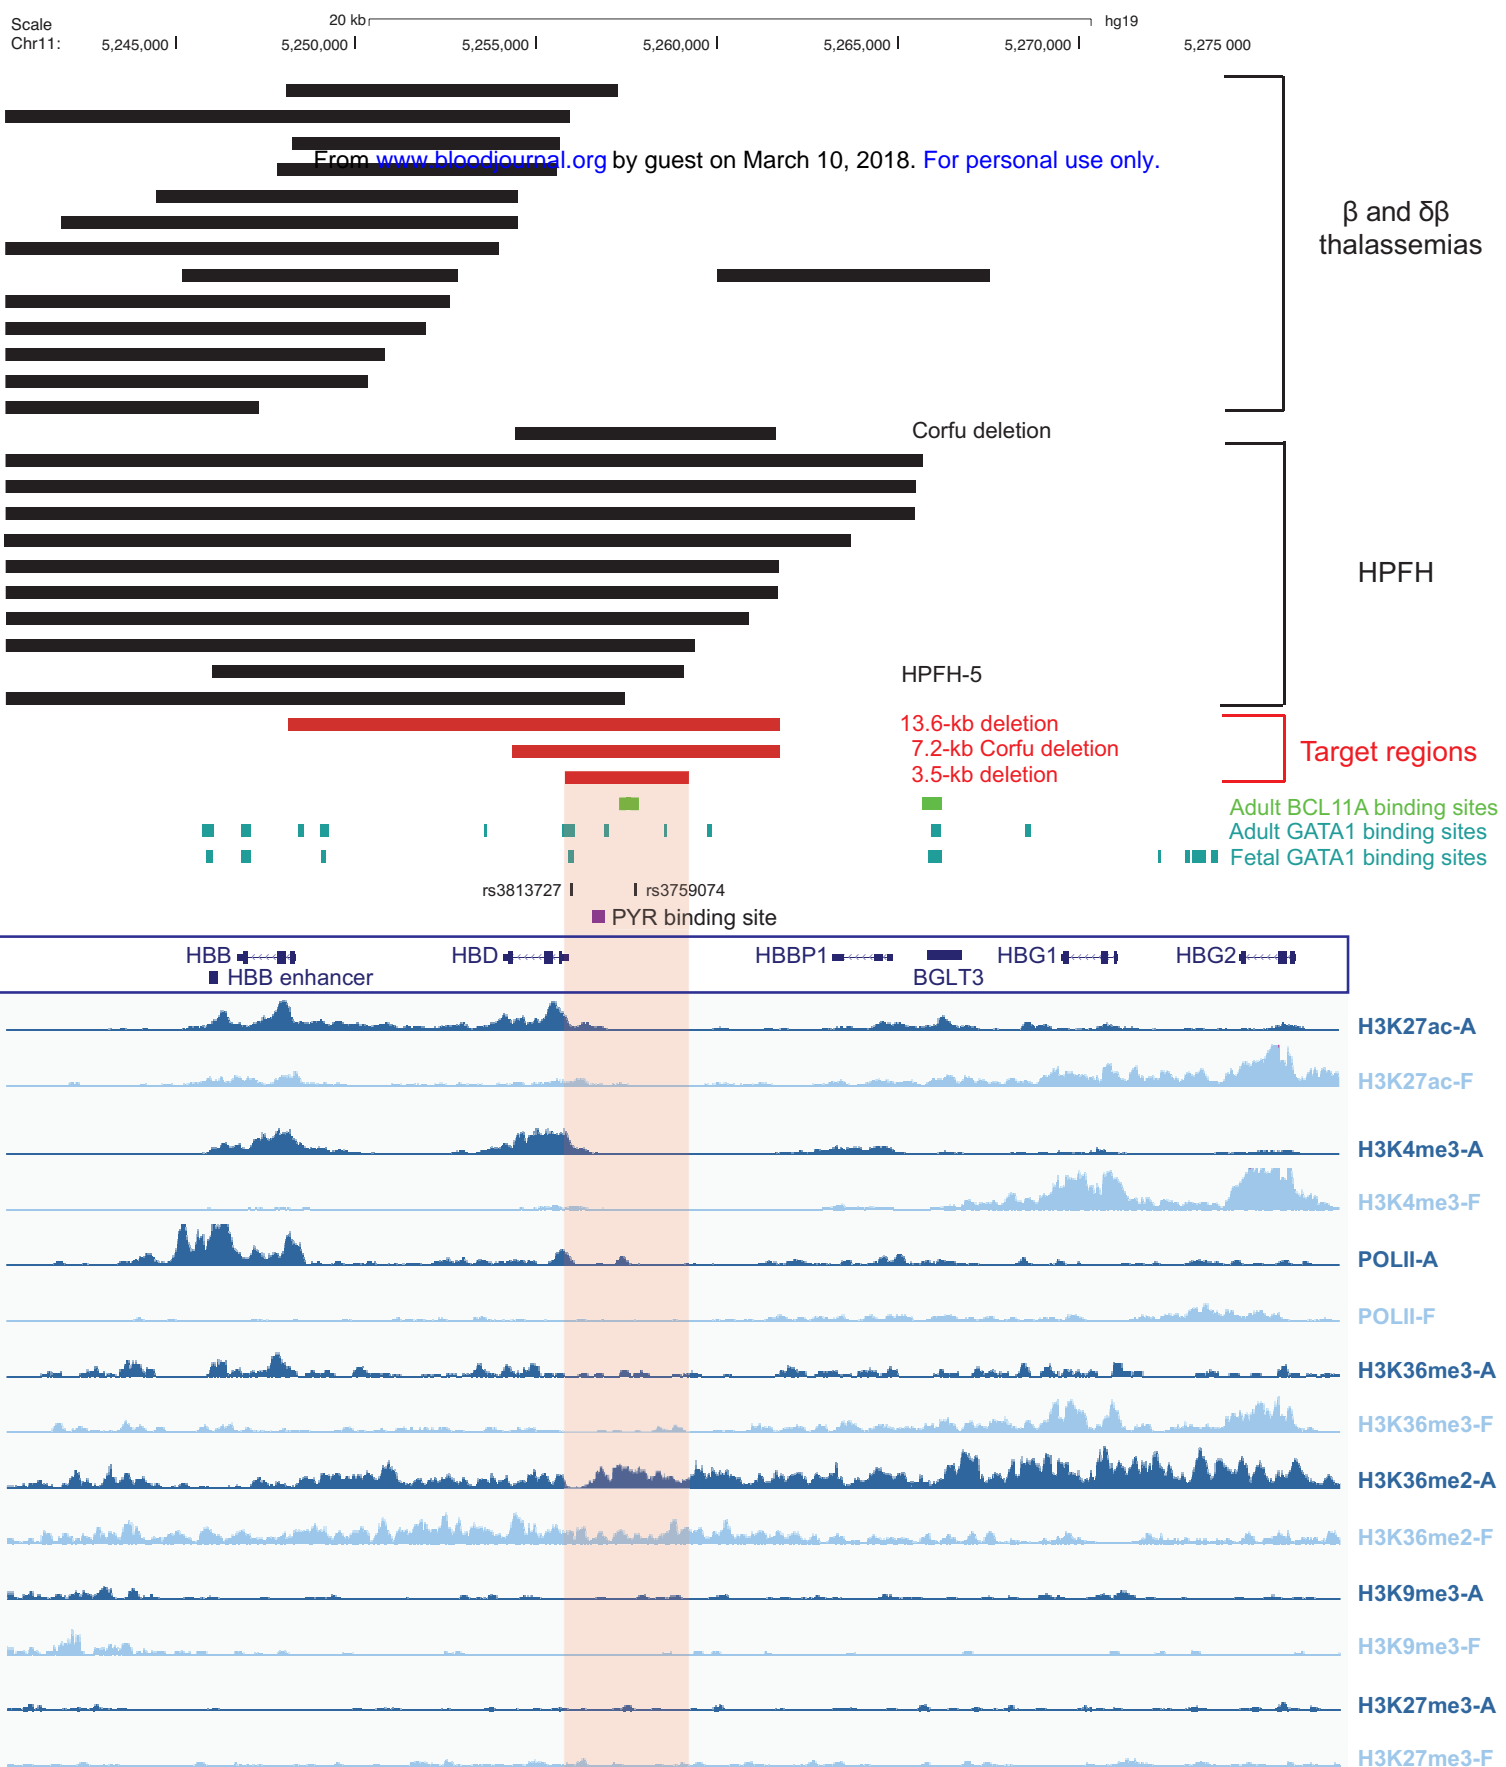 Scale 20 kb hg19
Chr11: 5,245,000 5,250,000 5,255,000 5,260,000 5,265,000 5,270,000 5,275 000
From www.bloodjournal.org by guest on March 10, 2018. For personal use only.
β and δβ
thalassemias
Corfu deletion
HPFH
HPFH-5
13.6-kb deletion
7.2-kb Corfu deletion
3.5-kb deletion
Target regions
Adult BCL11A binding sites
Adult GATA1 binding sites
Fetal GATA1 binding sites
rs3813727 rs3759074
PYR binding site
HBB HBD HBBP1 HBG1 HBG2
HBB enhancer BGLT3
H3K27ac-A
H3K27ac-F
H3K4me3-A
H3K4me3-F
POLII-A
POLII-F
H3K36me3-A
H3K36me3-F
H3K36me2-A
H3K36me2-F
H3K9me3-A
H3K9me3-F
H3K27me3-A
H3K27me3-F